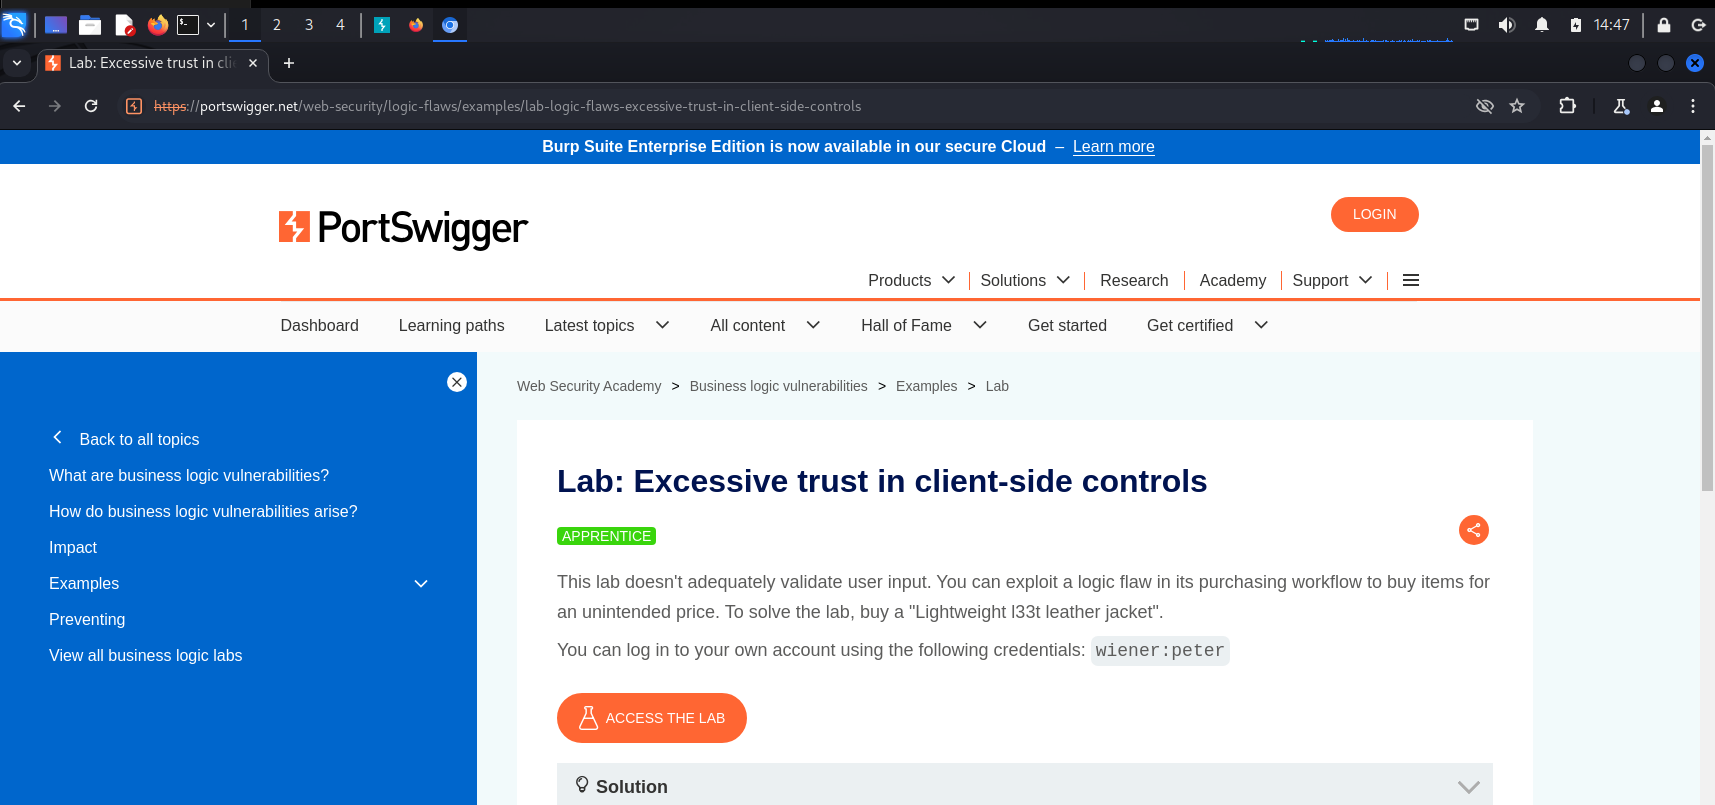 1 2 3 4 14:47
Lab: Excessive trust in cli
https://portswigger.net/web-security/logic-flaws/examples/lab-logic-flaws-excessive-trust-in-client-side-controls
Burp Suite Enterprise Edition is now available in our secure Cloud – Learn more
PortSwigger
LOGIN
Products Solutions Research Academy Support
Dashboard Learning paths Latest topics All content Hall of Fame Get started Get certified
Back to all topics
What are business logic vulnerabilities?
How do business logic vulnerabilities arise?
Impact
Examples
Preventing
View all business logic labs
Web Security Academy > Business logic vulnerabilities > Examples > Lab
Lab: Excessive trust in client-side controls
APPRENTICE
This lab doesn't adequately validate user input. You can exploit a logic flaw in its purchasing workflow to buy items for
an unintended price. To solve the lab, buy a "Lightweight l33t leather jacket".
You can log in to your own account using the following credentials: wiener:peter
ACCESS THE LAB
Solution